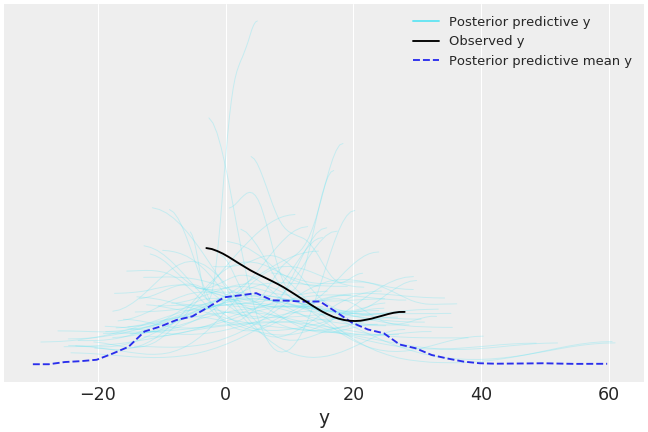 Posterior predictive y
Observed y
Posterior predictive mean y
−20 0 20 40 60
y